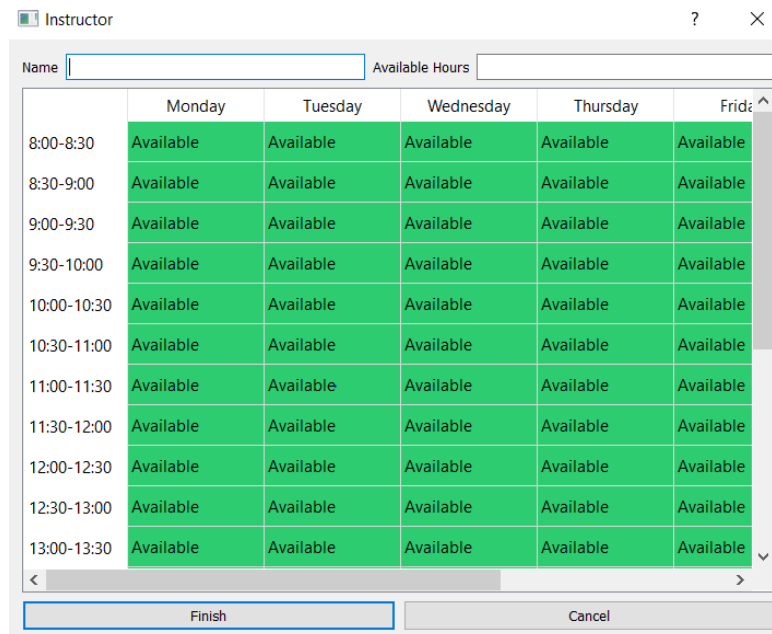 Instructor ?
Name Available Hours
Monday Tuesday Wednesday Thursday Frida
8:00-8:30 Available Available Available Available Available
8:30-9:00 Available Available Available Available Available
9:00-9:30 Available Available Available Available Available
9:30-10:00 Available Available Available Available Available
10:00-10:30 Available Available Available Available Available
10:30-11:00 Available Available Available Available Available
11:00-11:30 Available Available Available Available Available
11:30-12:00 Available Available Available Available Available
12:00-12:30 Available Available Available Available Available
12:30-13:00 Available Available Available Available Available
13:00-13:30 Available Available Available Available Available
Finish Cancel